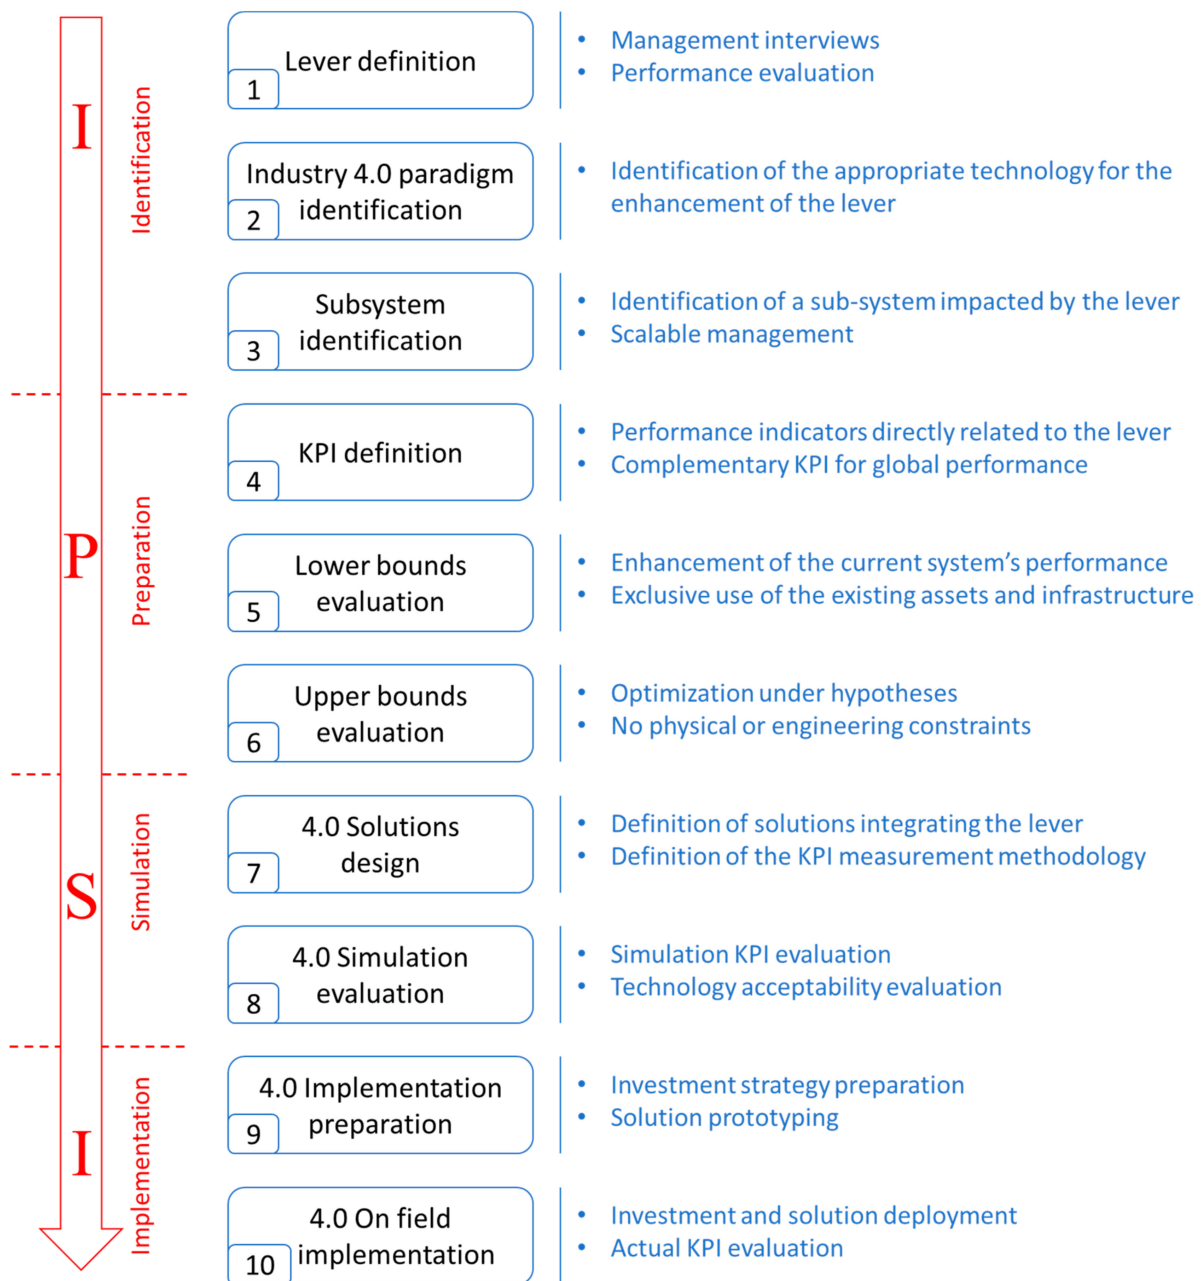 I
Identification
Lever definition
1
• Management interviews
• Performance evaluation
Industry 4.0 paradigm
identification
2
• Identification of the appropriate technology for the
enhancement of the lever
Subsystem
identification
3
• Identification of a sub-system impacted by the lever
• Scalable management
P
Preparation
KPI definition
4
• Performance indicators directly related to the lever
• Complementary KPI for global performance
Lower bounds
evaluation
5
• Enhancement of the current system’s performance
• Exclusive use of the existing assets and infrastructure
Upper bounds
evaluation
6
• Optimization under hypotheses
• No physical or engineering constraints
S
Simulation
4.0 Solutions
design
7
• Definition of solutions integrating the lever
• Definition of the KPI measurement methodology
4.0 Simulation
evaluation
8
• Simulation KPI evaluation
• Technology acceptability evaluation
I
Implementation
4.0 Implementation
preparation
9
• Investment strategy preparation
• Solution prototyping
4.0 On field
implementation
10
• Investment and solution deployment
• Actual KPI evaluation